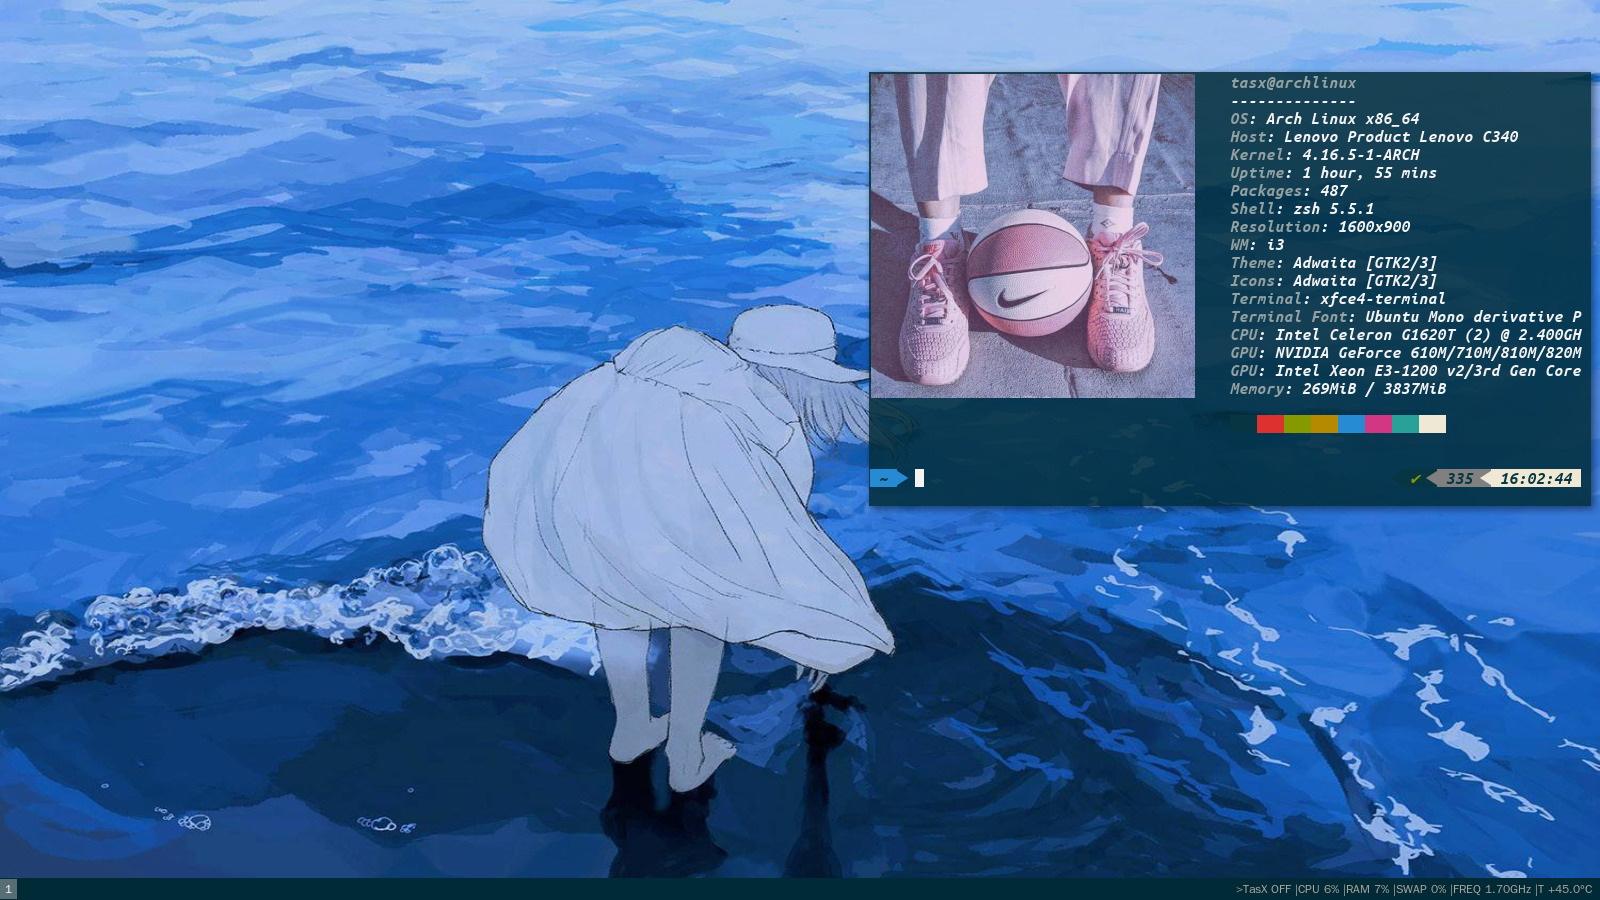 tasx@archlinux
--------------
OS: Arch Linux x86_64
Host: Lenovo Product Lenovo C340
Kernel: 4.16.5-1-ARCH
Uptime: 1 hour, 55 mins
Packages: 487
Shell: zsh 5.5.1
Resolution: 1600x900
WM: i3
Theme: Adwaita [GTK2/3]
Icons: Adwaita [GTK2/3]
Terminal: xfce4-terminal
Terminal Font: Ubuntu Mono derivative P
CPU: Intel Celeron G1620T (2) @ 2.400GH
GPU: NVIDIA GeForce 610M/710M/810M/820M
GPU: Intel Xeon E3-1200 v2/3rd Gen Core
Memory: 269MiB / 3837MiB
~ ✔ 335 16:02:44
1 >TasX OFF |CPU 6% |RAM 7% |SWAP 0% |FREQ 1.70GHz |T +45.0°C